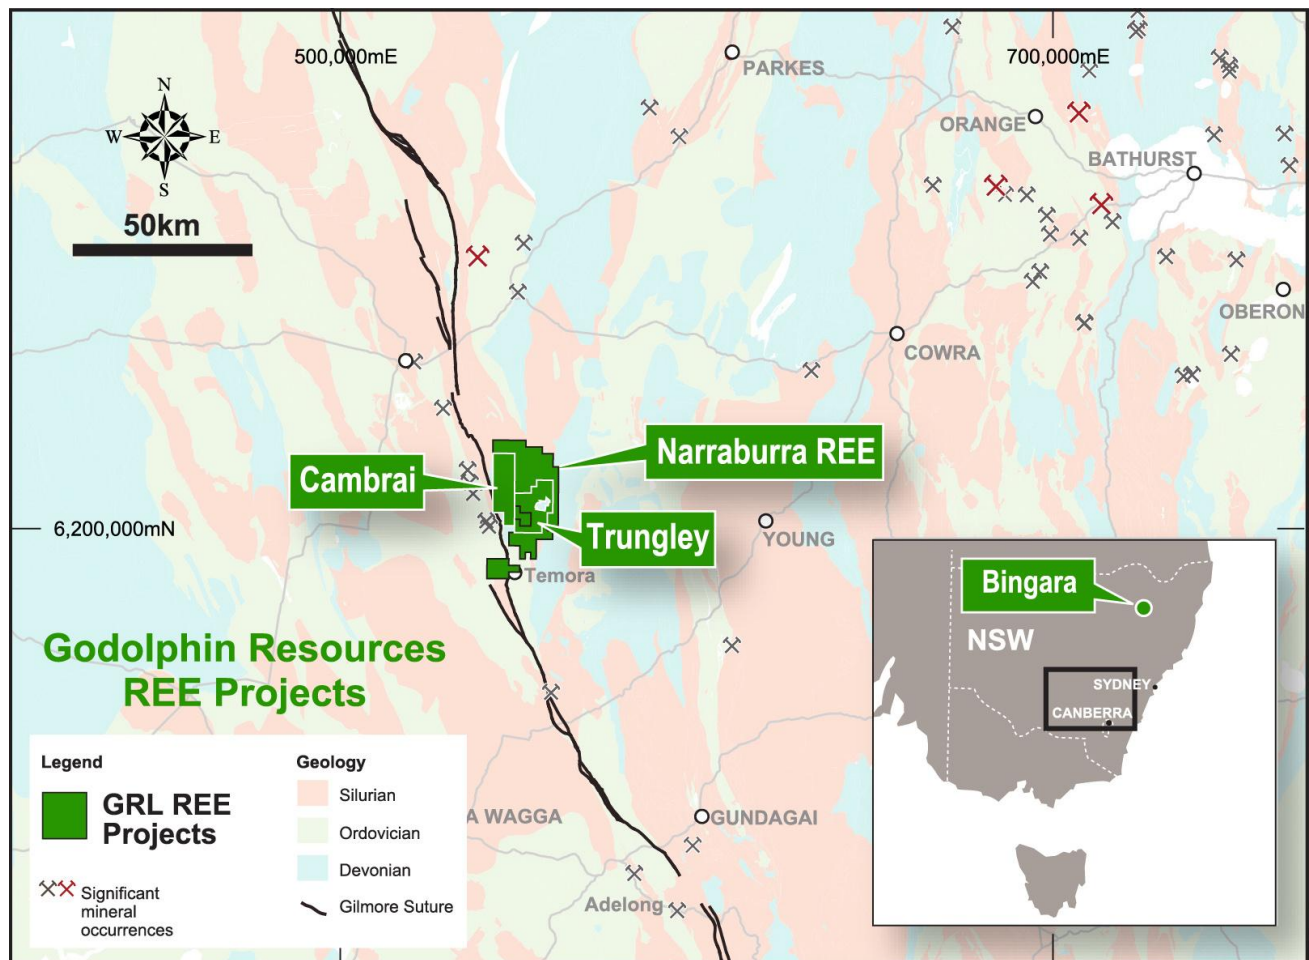 500,000mE
700,000mE
PARKES
N
W
E
S
ORANGE
BATHURST
50km
OBERON
COWRA
Narraburra REE
Cambrai
6,200,000mN
Trungley
YOUNG
Temora
Bingara
NSW
SYDNEY
CANBERRA
Godolphin Resources
REE Projects
Legend
GRL REE
Projects
Significant
mineral
occurrences
Geology
Silurian
Ordovician
Devonian
Gilmore Suture
A WAGGA
GUNDAGAI
Adelong